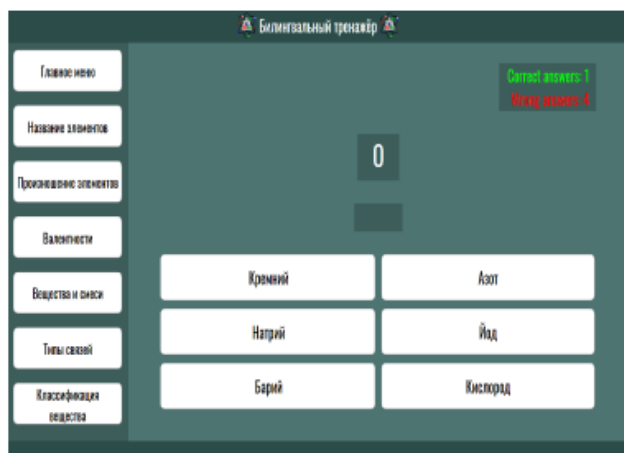 Билингвальный тренажёр
Главное меню
Correct answers: 1
Wrong answers: 4
Название элементов
O
Произношение элементов
Валентности
Вещества и смеси
Кремний
Азот
Типы связей
Натрий
Йод
Классификация
вещества
Барий
Кислород